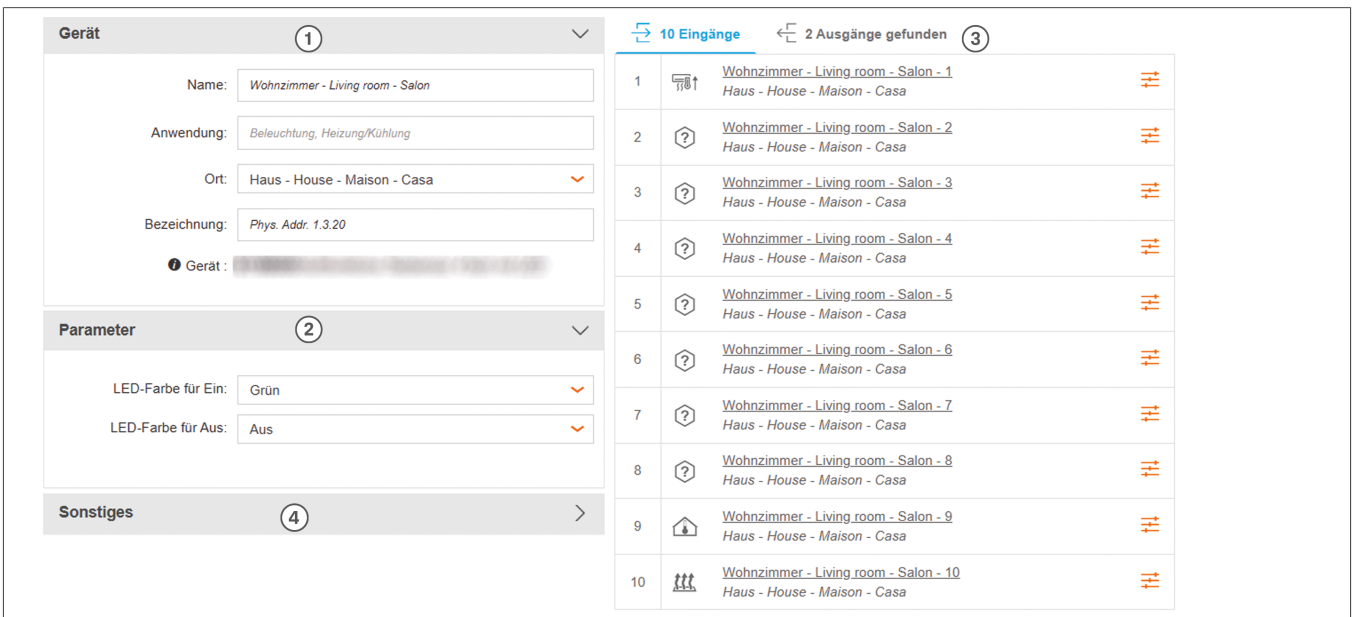 Gerät
1
Name: Wohnzimmer - Living room - Salon
Anwendung: Beleuchtung, Heizung/Kühlung
Ort: Haus - House - Maison - Casa
Bezeichnung: Phys. Addr. 1.3.20
Gerät :
Parameter
2
LED-Farbe für Ein: Grün
LED-Farbe für Aus: Aus
Sonstiges
4
10 Eingänge
2 Ausgänge gefunden
3
1
Wohnzimmer - Living room - Salon - 1
Haus - House - Maison - Casa
2
?
Wohnzimmer - Living room - Salon - 2
Haus - House - Maison - Casa
3
?
Wohnzimmer - Living room - Salon - 3
Haus - House - Maison - Casa
4
?
Wohnzimmer - Living room - Salon - 4
Haus - House - Maison - Casa
5
?
Wohnzimmer - Living room - Salon - 5
Haus - House - Maison - Casa
6
?
Wohnzimmer - Living room - Salon - 6
Haus - House - Maison - Casa
7
?
Wohnzimmer - Living room - Salon - 7
Haus - House - Maison - Casa
8
?
Wohnzimmer - Living room - Salon - 8
Haus - House - Maison - Casa
9
Wohnzimmer - Living room - Salon - 9
Haus - House - Maison - Casa
10
Wohnzimmer - Living room - Salon - 10
Haus - House - Maison - Casa